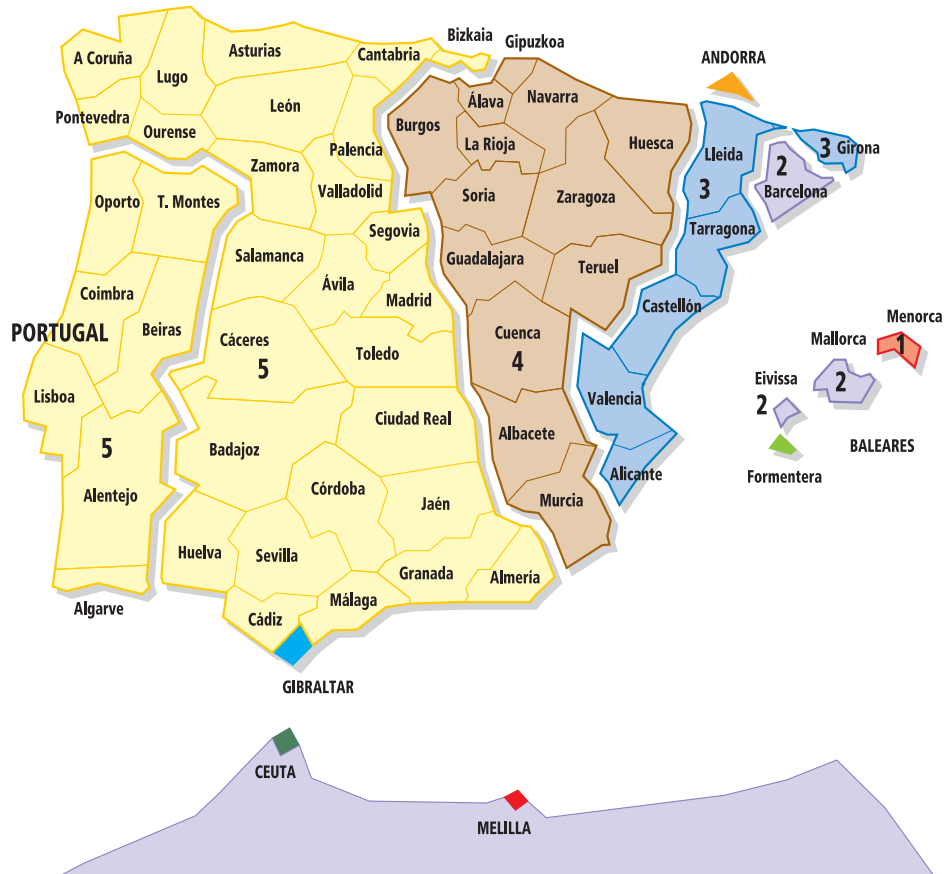 Bizkaia
Gipuzkoa
A Coruña
Asturias
Cantabria
ANDORRA
Lugo
León
Álava
Navarra
Pontevedra
Ourense
Burgos
La Rioja
Huesca
Lleida
3 Girona
Palencia
2
Zamora
Valladolid
3
Barcelona
Oporto
T. Montes
Soria
Zaragoza
Segovia
Tarragona
Salamanca
Guadalajara
Teruel
Ávila
Coimbra
Madrid
Castellón
Menorca
PORTUGAL
Beiras
Cáceres
Cuenca
Mallorca
1
Toledo
4
5
Eivissa
2
Lisboa
Valencia
2
Ciudad Real
Albacete
BALEARES
5
Badajoz
Alicante
Formentera
Córdoba
Alentejo
Jaén
Murcia
Huelva
Sevilla
Granada
Almería
Algarve
Málaga
Cádiz
GIBRALTAR
CEUTA
MELILLA